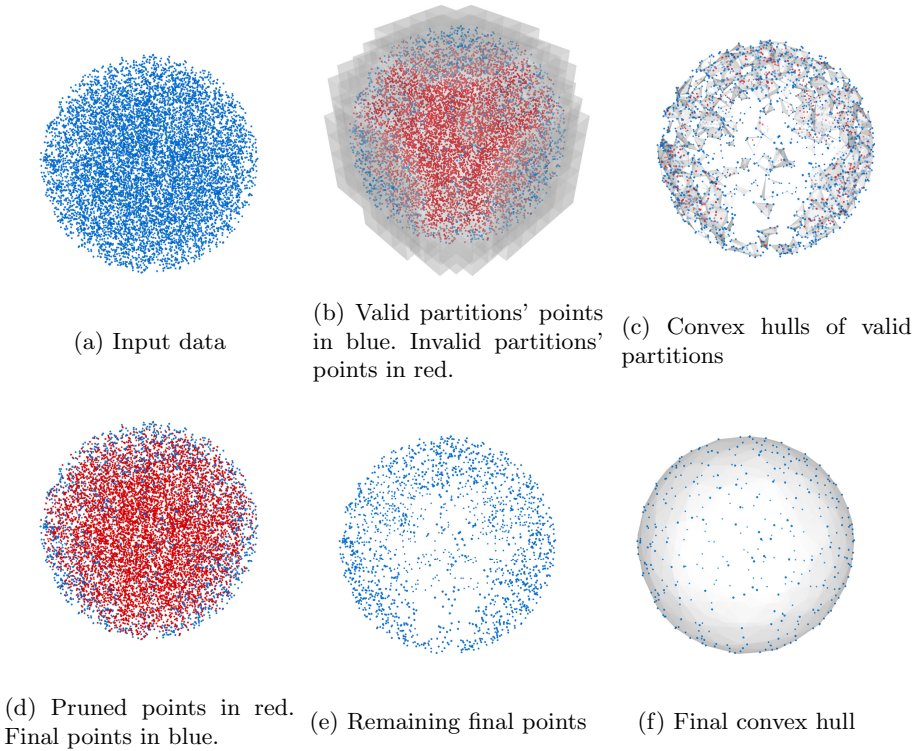 (a) Input data
(b) Valid partitions’ points
in blue. Invalid partitions’
points in red.
(c) Convex hulls of valid
partitions
(d) Pruned points in red.
Final points in blue.
(e) Remaining final points
(f) Final convex hull